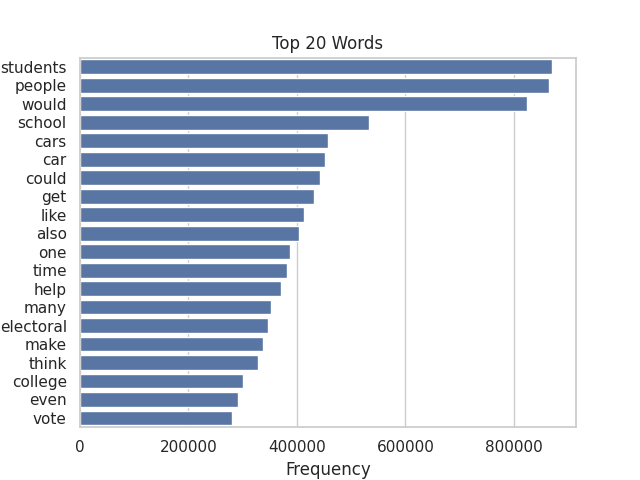 Top 20 Words
students
people
would
school
cars
car
could
get
like
also
one
time
help
many
electoral
make
think
college
even
vote
0 200000 400000 600000 800000
Frequency